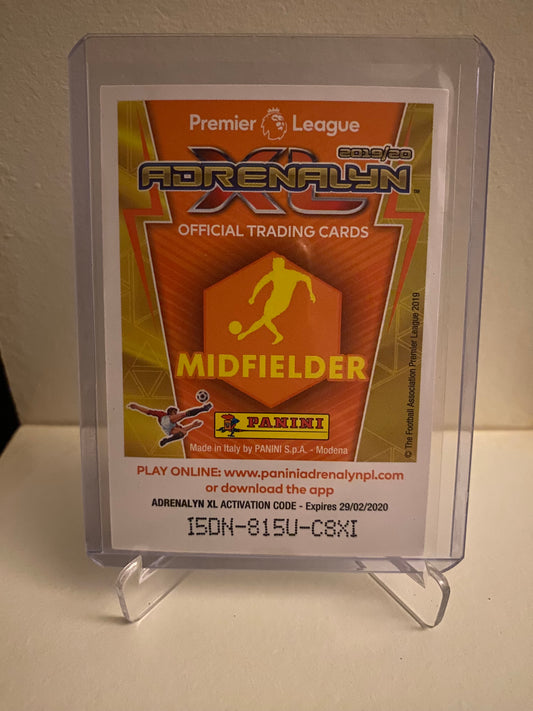 Premier League
2019/20
ADRENALYN XL™
OFFICIAL TRADING CARDS
MIDFIELDER
PANINI
Made in Italy by PANINI S.p.A. - Modena
© The Football Association Premier League 2019
PLAY ONLINE: www.paniniadrenalynpl.com
or download the app
ADRENALYN XL ACTIVATION CODE - Expires 29/02/2020
I5DN-815U-C8XI